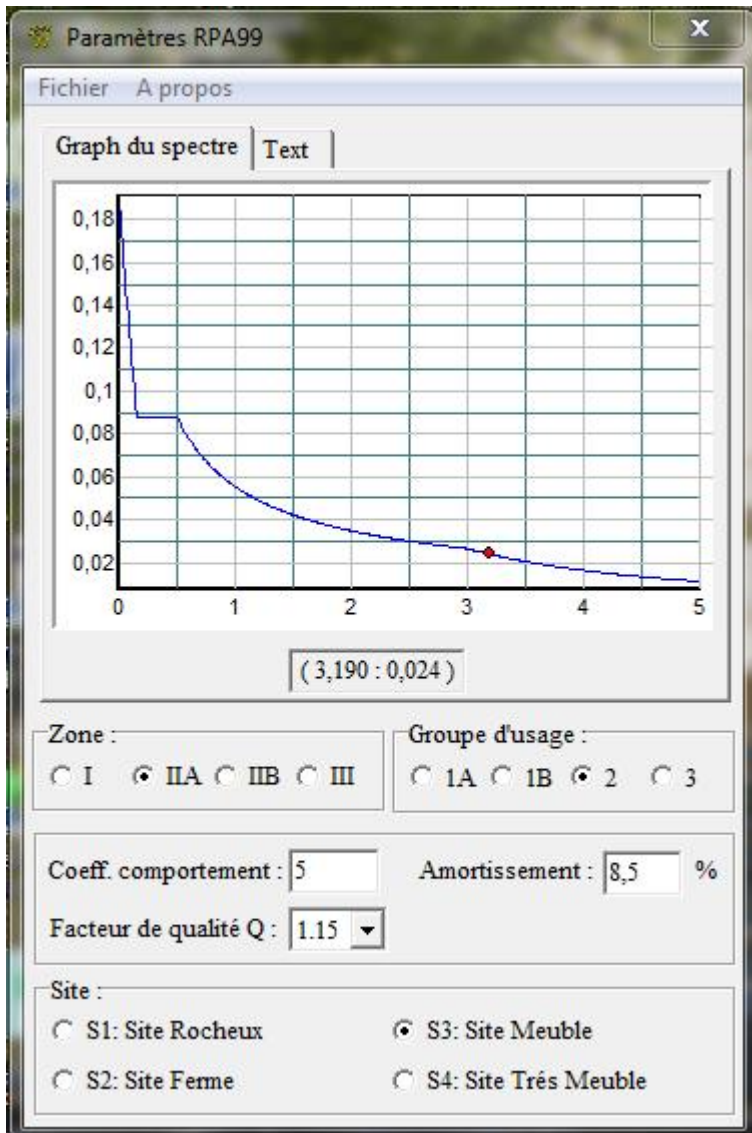 Paramètres RPA99
Fichier A propos
Graph du spectre Text
0,18
0,16
0,14
0,12
0,1
0,08
0,06
0,04
0,02
0 1 2 3 4 5
( 3,190 : 0,024 )
Zone :
I IIA IIB III
Groupe d'usage :
1A 1B 2 3
Coeff. comportement : 5 Amortissement : 8,5 %
Facteur de qualité Q : 1.15
Site :
S1: Site Rocheux S3: Site Meuble
S2: Site Ferme S4: Site Trés Meuble